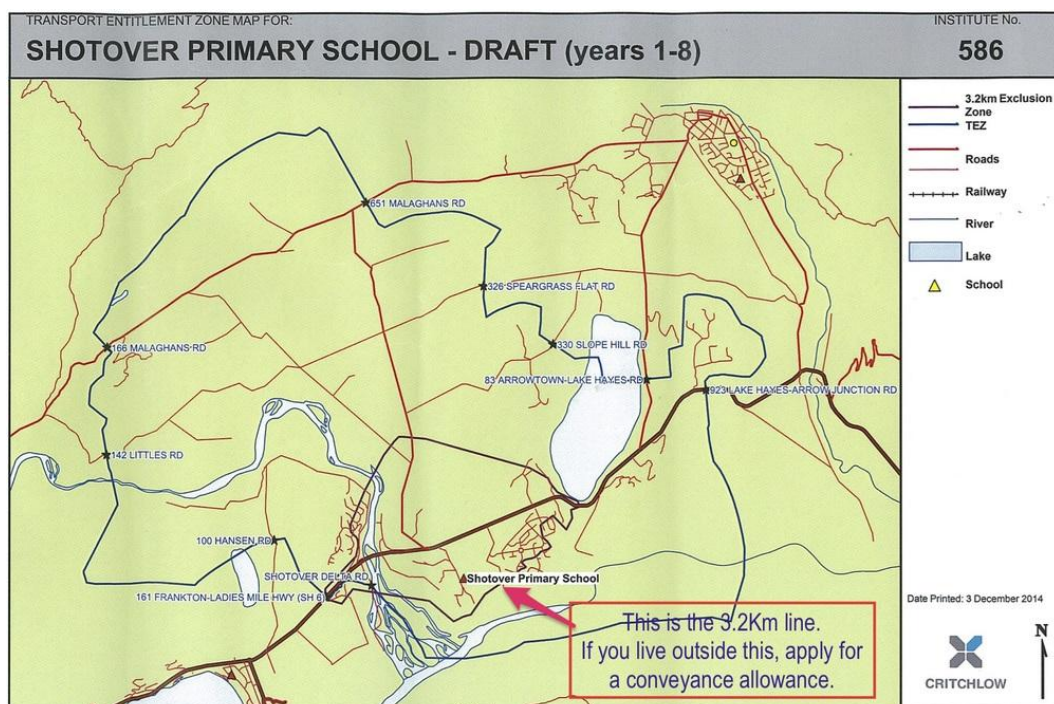 TRANSPORT ENTITLEMENT ZONE MAP FOR:
SHOTOVER PRIMARY SCHOOL - DRAFT (years 1-8)
INSTITUTE No.
586
3.2km Exclusion
Zone
TEZ
Roads
Railway
River
Lake
School
651 MALAGHANS RD
326 SPEARGRASS FLAT RD
166 MALAGHANS RD
330 SLOPE HILL RD
83 ARROWTOWN-LAKE HAYES RD
923 LAKE HAYES-ARROW JUNCTION RD
142 LITTLES RD
100 HANSEN RD
SHOTOVER DELTA RD
161 FRANKTON-LADIES MILE HWY (SH 6)
Shotover Primary School
This is the 3.2Km line.
If you live outside this, apply for
a conveyance allowance.
Date Printed: 3 December 2014
CRITCHLOW
N